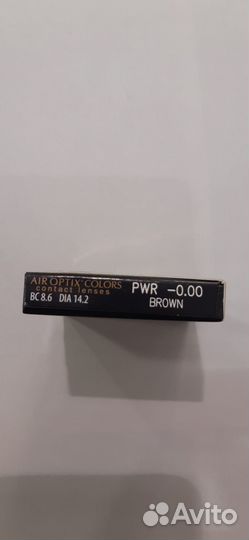 AIR OPTIX® COLORS
contact lenses
BC 8.6 DIA 14.2
PWR -0.00
BROWN
Avito